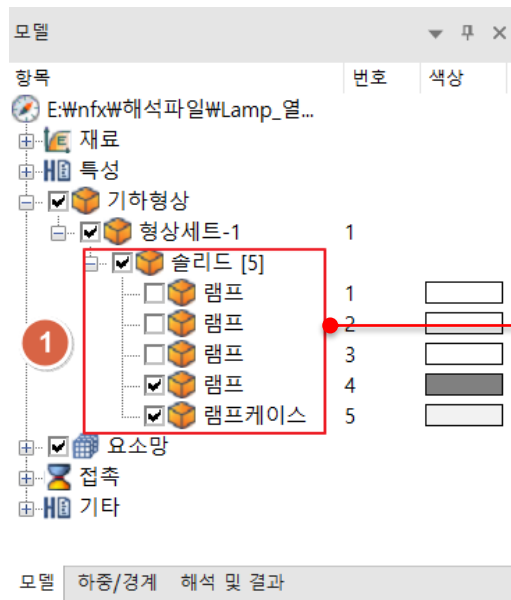 모델
항목 번호 색상
E:₩nfx₩해석파일₩Lamp_열...
재료
특성
기하형상
형상세트-1 1
솔리드 [5]
램프 1
램프 2
1
램프 3
램프 4
램프케이스 5
요소망
접촉
기타
모델 하중/경계 해석 및 결과